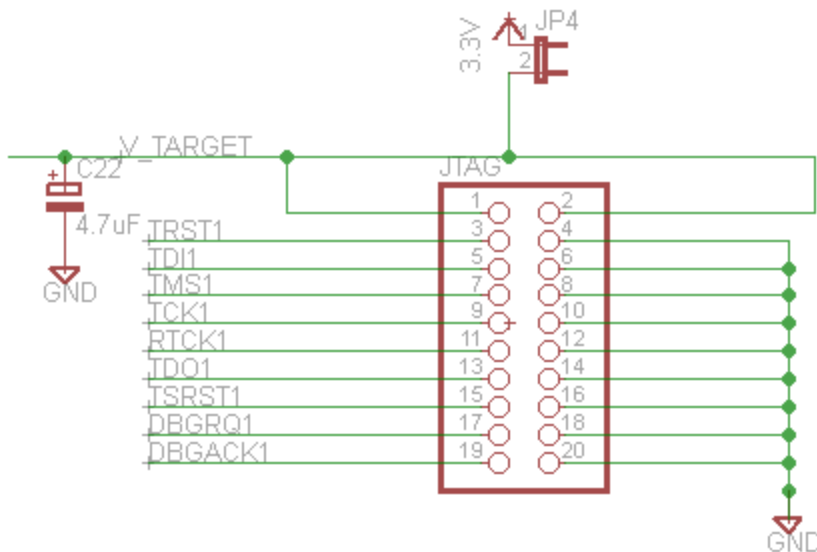 JP4
3.3V
1
2
V_TARGET
C22
+
4.7uF
GND
JTAG
1 2
TRST1 3 4
TDI1 5 6
TMS1 7 8
TCK1 9 10
RTCK1 11 12
TDO1 13 14
TSRST1 15 16
DBGRQ1 17 18
DBGACK1 19 20
GND